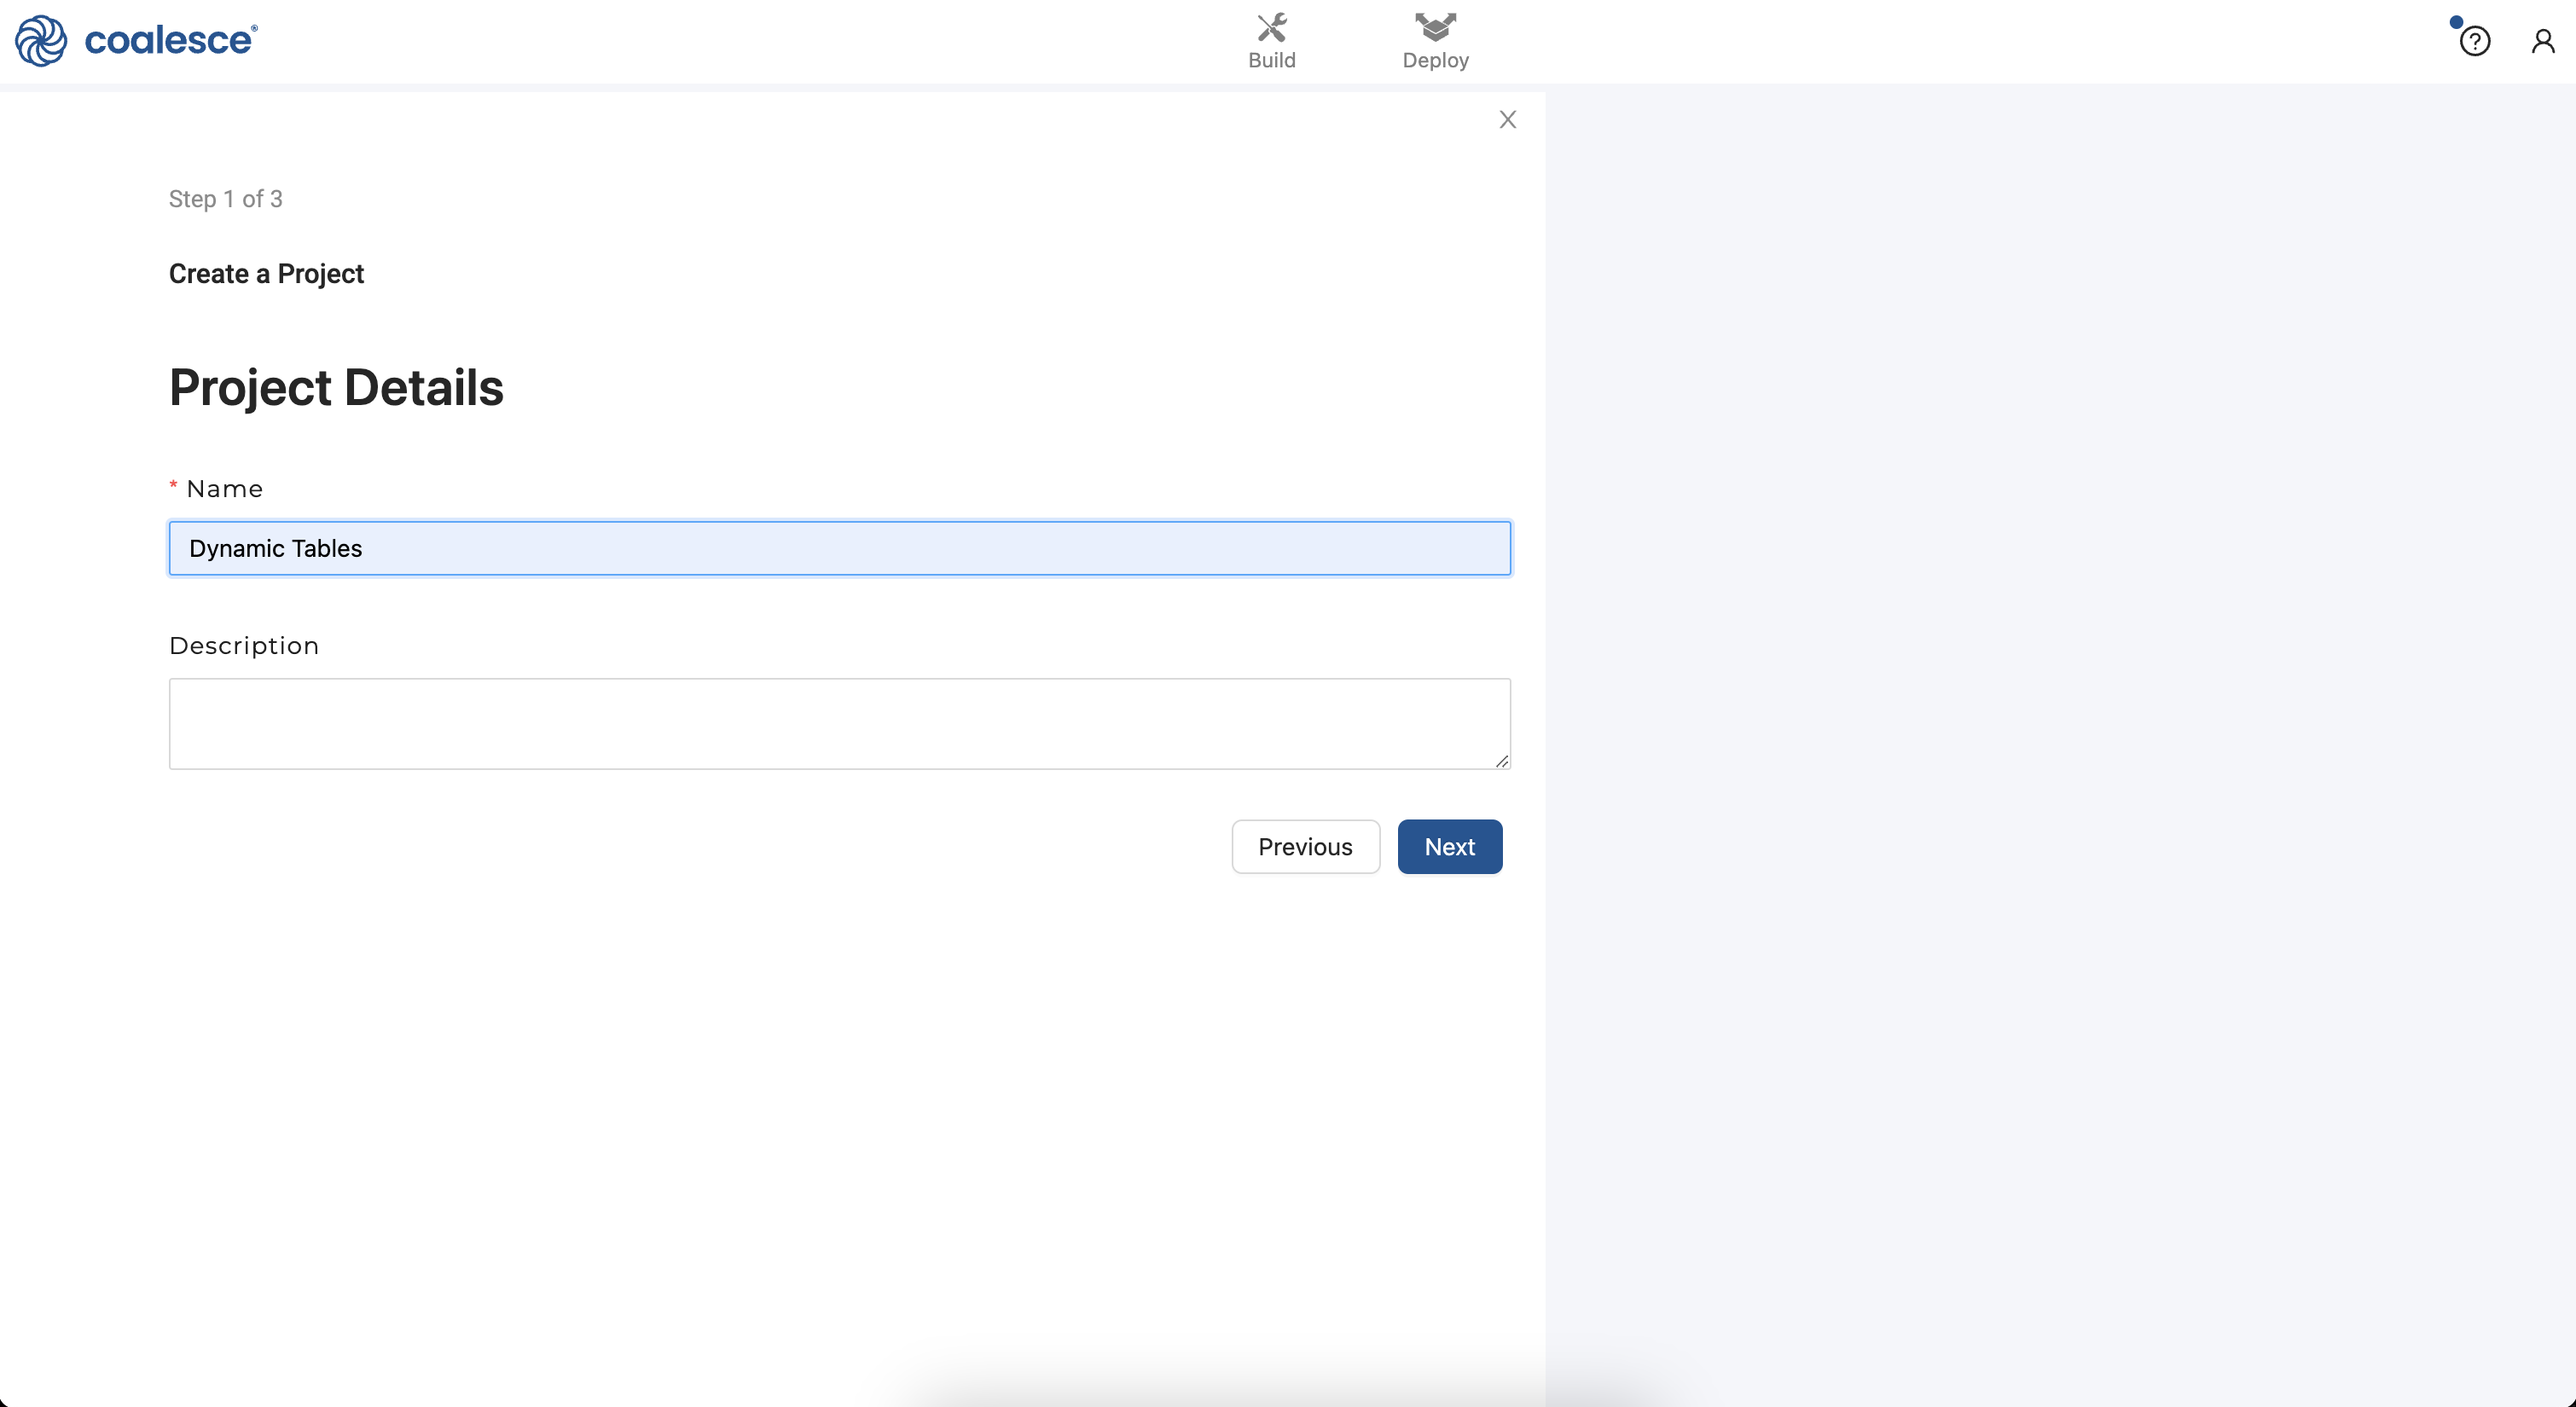 coalesce®
Build
Deploy
Step 1 of 3
Create a Project
Project Details
* Name
Dynamic Tables
Description
Previous
Next